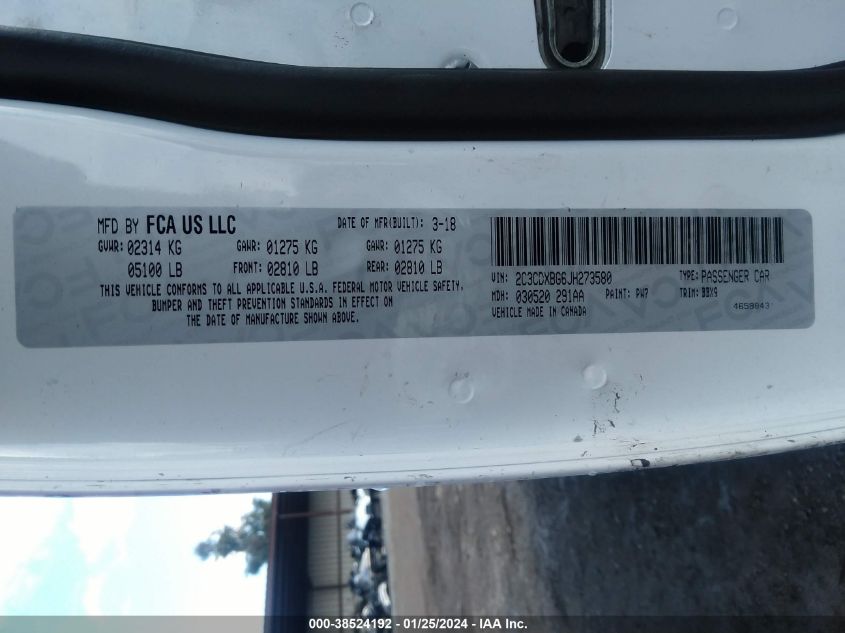 MFD BY FCA US LLC DATE OF MFR(BUILT): 3-18
GVWR: 02314 KG GAWR: 01275 KG GAWR: 01275 KG
05100 LB FRONT: 02810 LB REAR: 02810 LB
THIS VEHICLE CONFORMS TO ALL APPLICABLE U.S.A. FEDERAL MOTOR VEHICLE SAFETY,
BUMPER AND THEFT PREVENTION STANDARDS IN EFFECT ON
THE DATE OF MANUFACTURE SHOWN ABOVE.
VIN: 2C3CDXBG6JH273580 TYPE: PASSENGER CAR
MDH: 030520 291AA PAINT: PW7 TRIM: BBX9
VEHICLE MADE IN CANADA 4659843
000-38524192 - 01/25/2024 - IAA Inc.